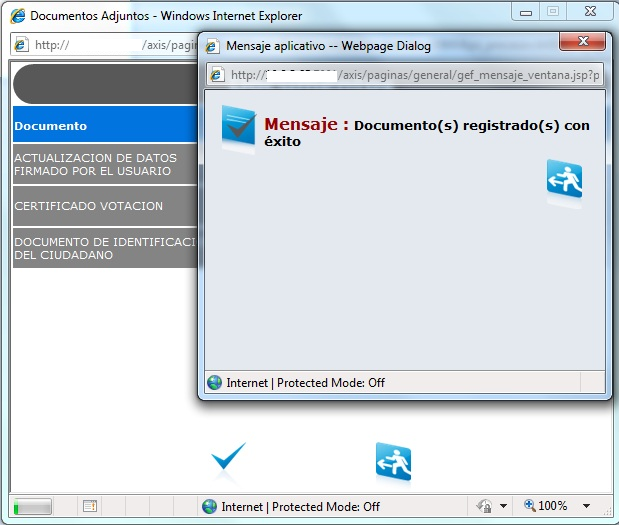 Documentos Adjuntos - Windows Internet Explorer
http:// /axis/pagin
Mensaje aplicativo -- Webpage Dialog
http:// /axis/paginas/general/gef_mensaje_ventana.jsp?p
Mensaje : Documento(s) registrado(s) con
éxito
Documento
ACTUALIZACION DE DATOS
FIRMADO POR EL USUARIO
CERTIFICADO VOTACION
DOCUMENTO DE IDENTIFICACI
DEL CIUDADANO
Internet | Protected Mode: Off
Internet | Protected Mode: Off
100%